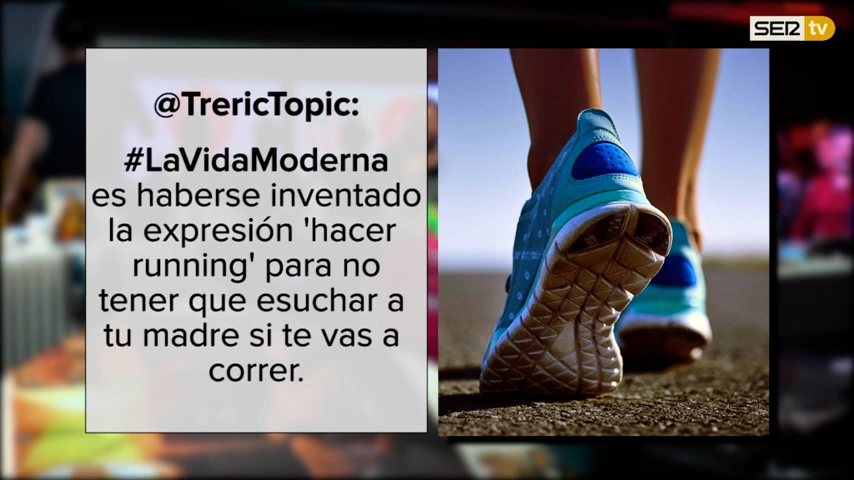 SER tv
@TrericTopic:
#LaVidaModerna
es haberse inventado
la expresión 'hacer
running' para no
tener que esuchar a
tu madre si te vas a
correr.